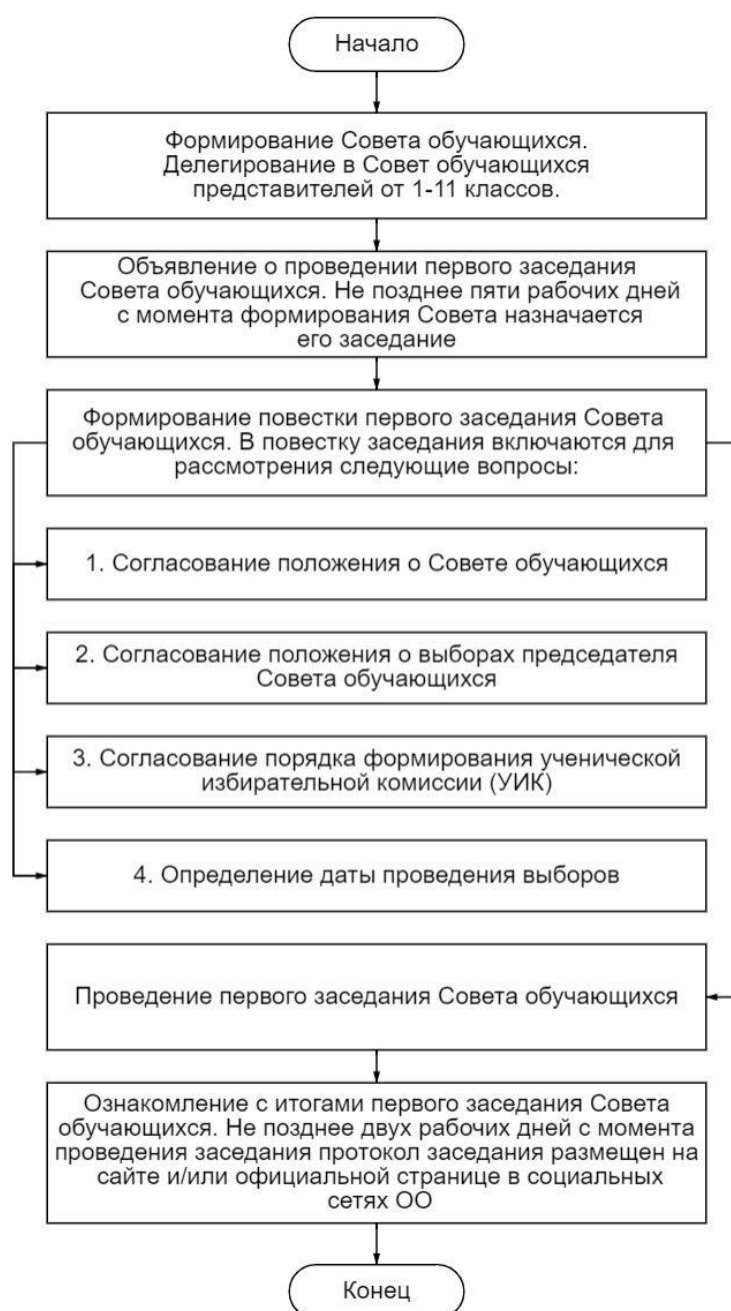 Начало
Формирование Совета обучающихся.
Делегирование в Совет обучающихся
представителей от 1-11 классов.
Объявление о проведении первого заседания
Совета обучающихся. Не позднее пяти рабочих дней
с момента формирования Совета назначается
его заседание
Формирование повестки первого заседания Совета
обучающихся. В повестку заседания включаются для
рассмотрения следующие вопросы:
1. Согласование положения о Совете обучающихся
2. Согласование положения о выборах председателя
Совета обучающихся
3. Согласование порядка формирования ученической
избирательной комиссии (УИК)
4. Определение даты проведения выборов
Проведение первого заседания Совета обучающихся
Ознакомление с итогами первого заседания Совета
обучающихся. Не позднее двух рабочих дней с момента
проведения заседания протокол заседания размещен на
сайте и/или официальной странице в социальных
сетях ОО
Конец